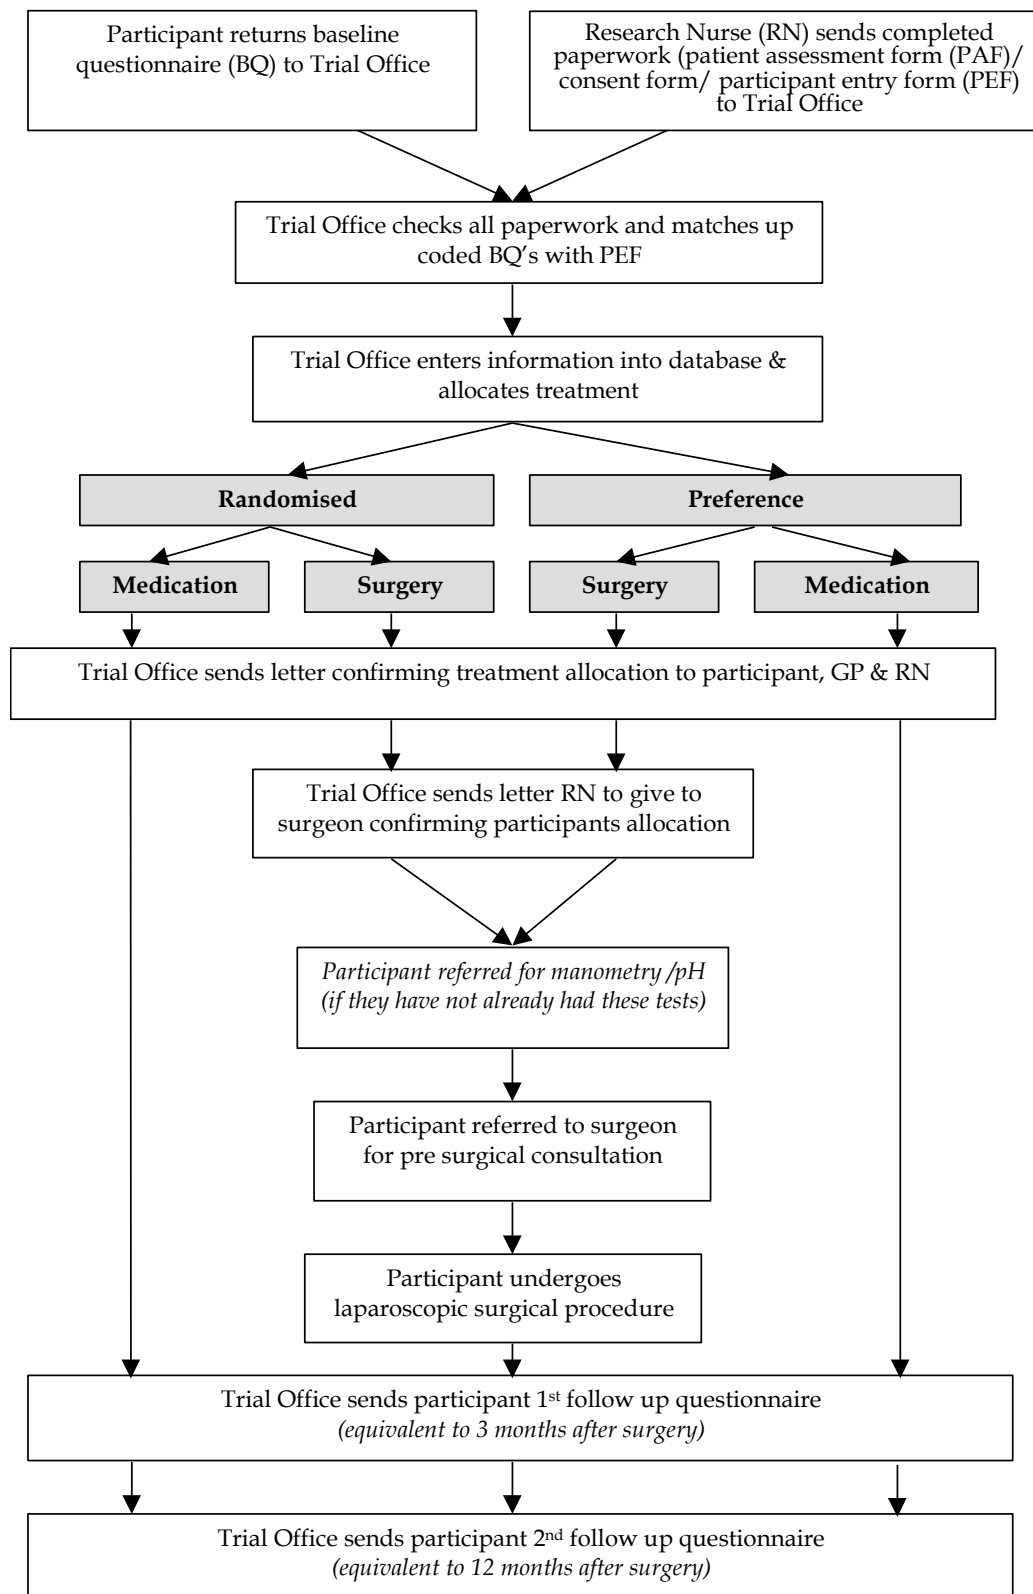 Participant returns baseline
questionnaire (BQ) to Trial Office
Research Nurse (RN) sends completed
paperwork (patient assessment form (PAF)/
consent form/ participant entry form (PEF)
to Trial Office
Trial Office checks all paperwork and matches up
coded BQ’s with PEF
Trial Office enters information into database &
allocates treatment
Randomised
Preference
Medication
Surgery
Surgery
Medication
Trial Office sends letter confirming treatment allocation to participant, GP & RN
Trial Office sends letter RN to give to
surgeon confirming participants allocation
Participant referred for manometry /pH
(if they have not already had these tests)
Participant referred to surgeon
for pre surgical consultation
Participant undergoes
laparoscopic surgical procedure
Trial Office sends participant 1st follow up questionnaire
(equivalent to 3 months after surgery)
Trial Office sends participant 2nd follow up questionnaire
(equivalent to 12 months after surgery)